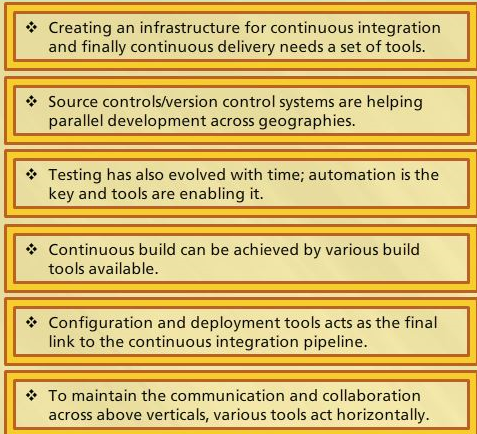 ❖ Creating an infrastructure for continuous integration
and finally continuous delivery needs a set of tools.
❖ Source controls/version control systems are helping
parallel development across geographies.
❖ Testing has also evolved with time; automation is the
key and tools are enabling it.
❖ Continuous build can be achieved by various build
tools available.
❖ Configuration and deployment tools acts as the final
link to the continuous integration pipeline.
❖ To maintain the communication and collaboration
across above verticals, various tools act horizontally.